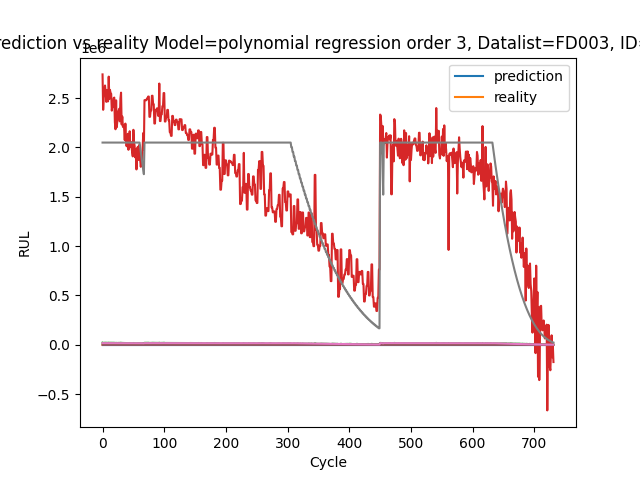 rediction vs reality Model=polynomial regression order 3, Datalist=FD003, ID=
1e6
prediction
reality
2.5
2.0
1.5
1.0
0.5
0.0
−0.5
RUL
0 100 200 300 400 500 600 700
Cycle